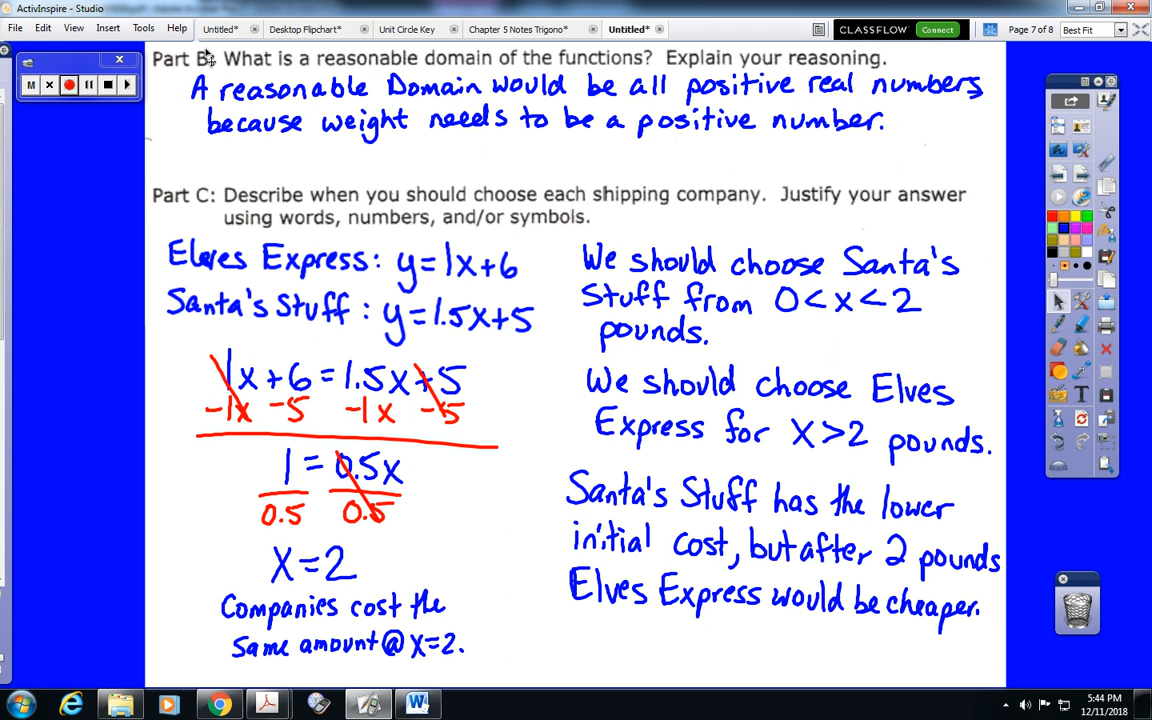 ActivInspire - Studio
File Edit View Insert Tools Help
Untitled* Desktop Flipchart* Unit Circle Key Chapter 5 Notes Trigono* Untitled*
CLASSFLOW Connect Page 7 of 8 Best Fit
Part B: What is a reasonable domain of the functions? Explain your reasoning.
A reasonable Domain would be all positive real numbers,
because weight needs to be a positive number.
Part C: Describe when you should choose each shipping company. Justify your answer
using words, numbers, and/or symbols.
Elves Express: y=1x+6
Santa's Stuff: y=1.5x+5
1x+6=1.5x+5
-1x -5 -1x -5
1=0.5x
0.5 0.5
X=2
Companies cost the
same amount@ X=2.
We should choose Santa's
Stuff from 0<x<2
pounds.
We should choose Elves
Express for X>2 pounds.
Santa's Stuff has the lower
initial cost, but after 2 pounds
Elves Express would be cheaper.
5:44 PM
12/11/2018